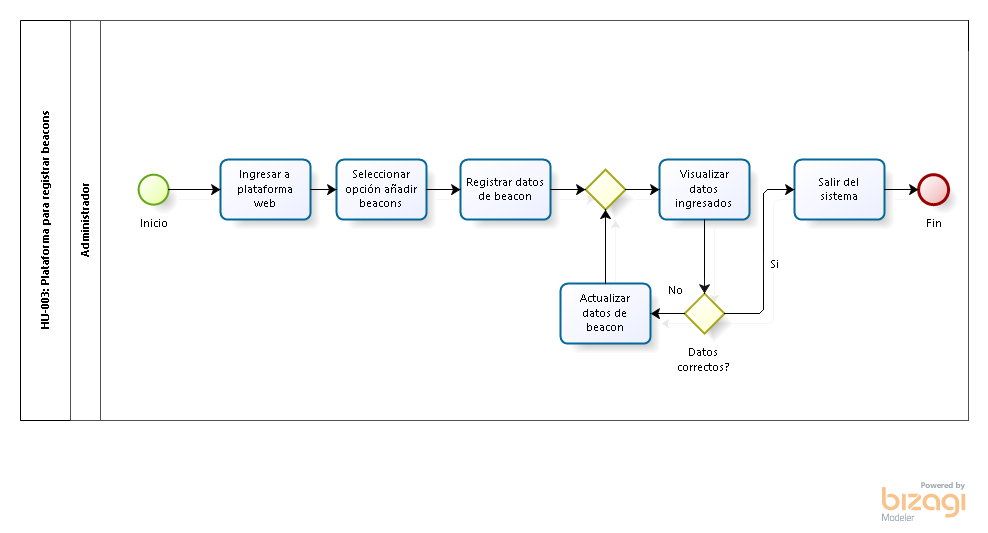 HU-003: Plataforma para registrar beacons
Administrador
Inicio
Ingresar a
plataforma
web
Seleccionar
opción añadir
beacons
Registrar datos
de beacon
Visualizar
datos
ingresados
Salir del
sistema
Fin
Si
No
Actualizar
datos de
beacon
Datos
correctos?
Powered by
bizagi
Modeler